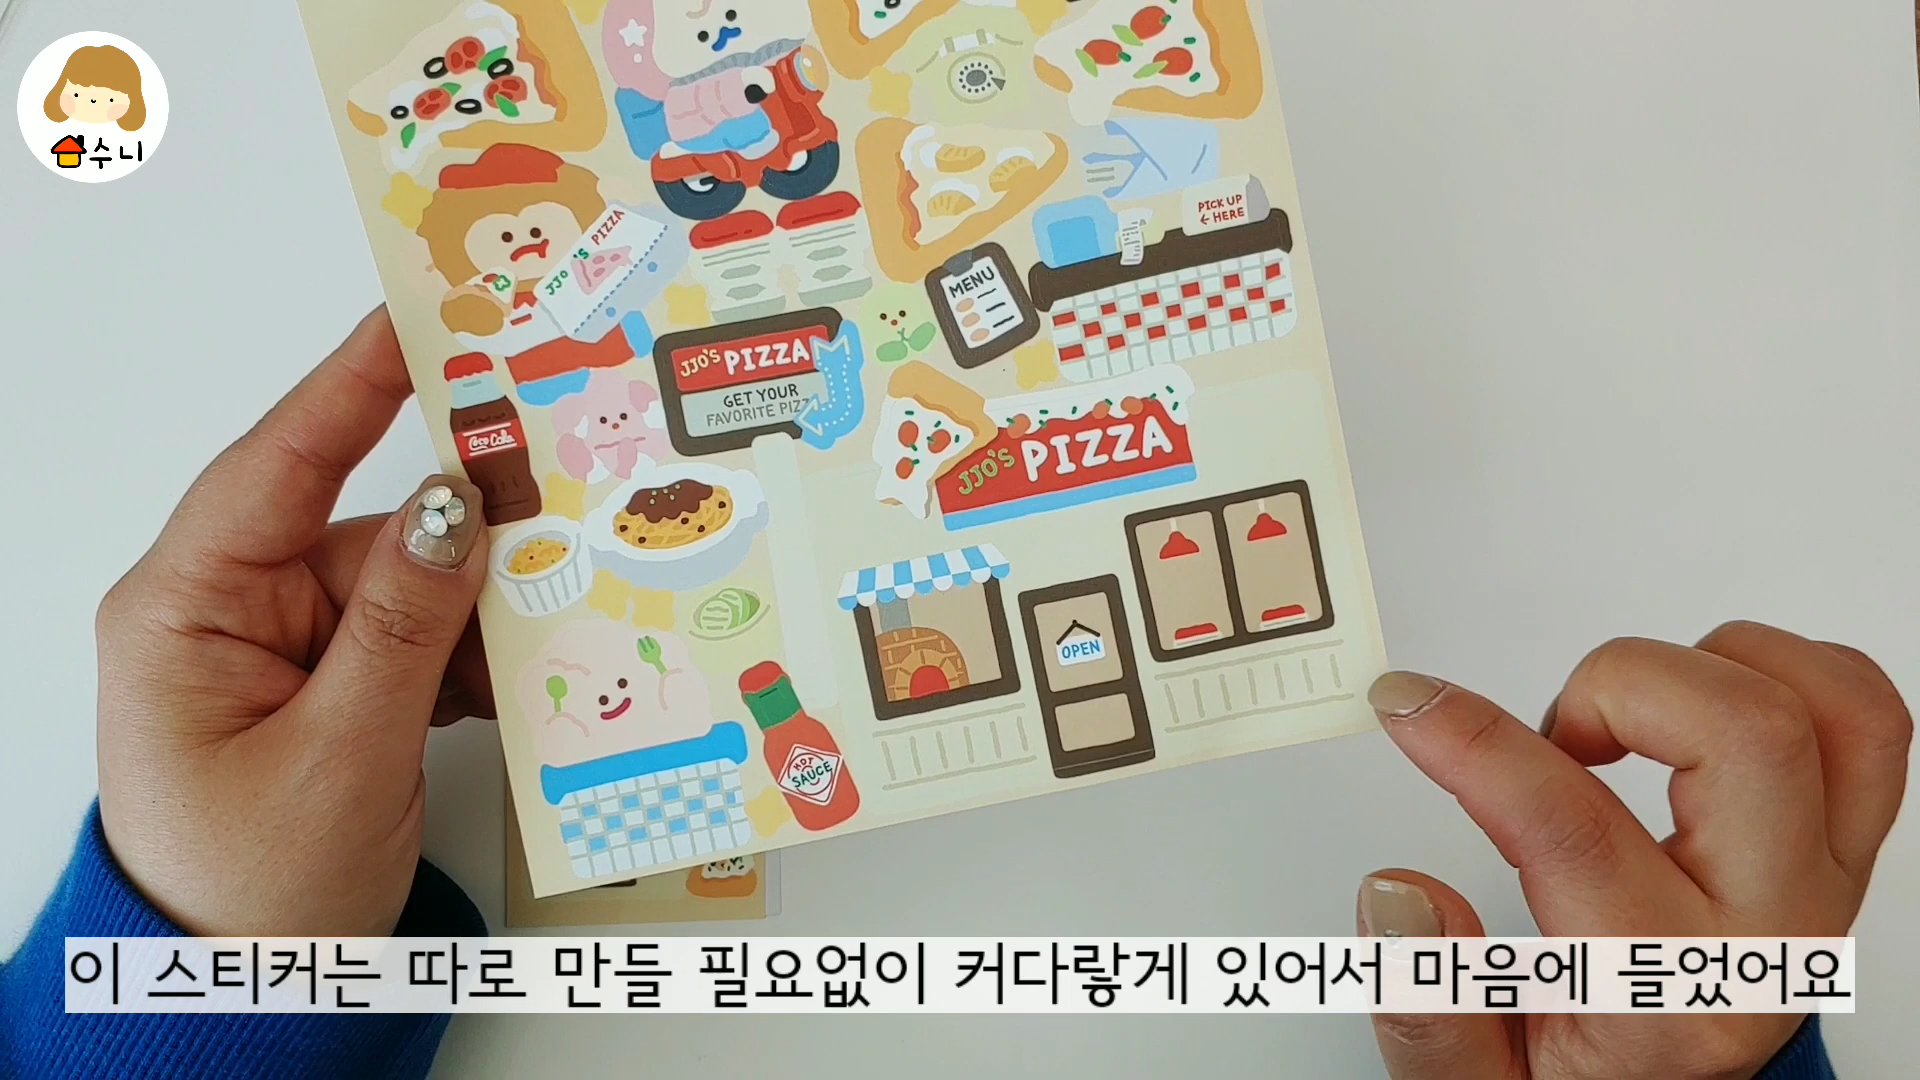 수니
PICK UP
← HERE
JJO'S PIZZA
MENU
JJO'S PIZZA
GET YOUR
FAVORITE PIZZ
Coca Cola
JJO'S PIZZA
OPEN
HOT
SAUCE
이 스티커는 따로 만들 필요없이 커다랗게 있어서 마음에 들었어요